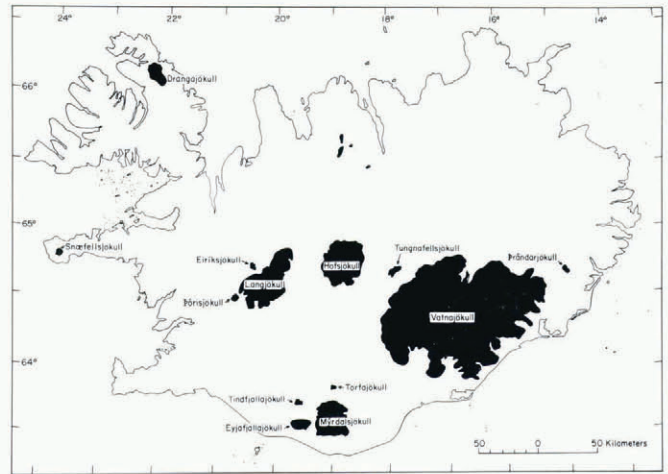 24°
22°
20°
18°
16°
14°
66°
Drangajökull
65°
Snæfellsjökull
Eiríksjökull
Hofsjökull
Tungnafellsjökull
Þrándarjökull
Langjökull
Þórisjökull
Vatnajökull
64°
Torfajökull
Tindfjallajökull
Mýrdalsjökull
Eyjafjallajökull
50 0 50 Kilometers